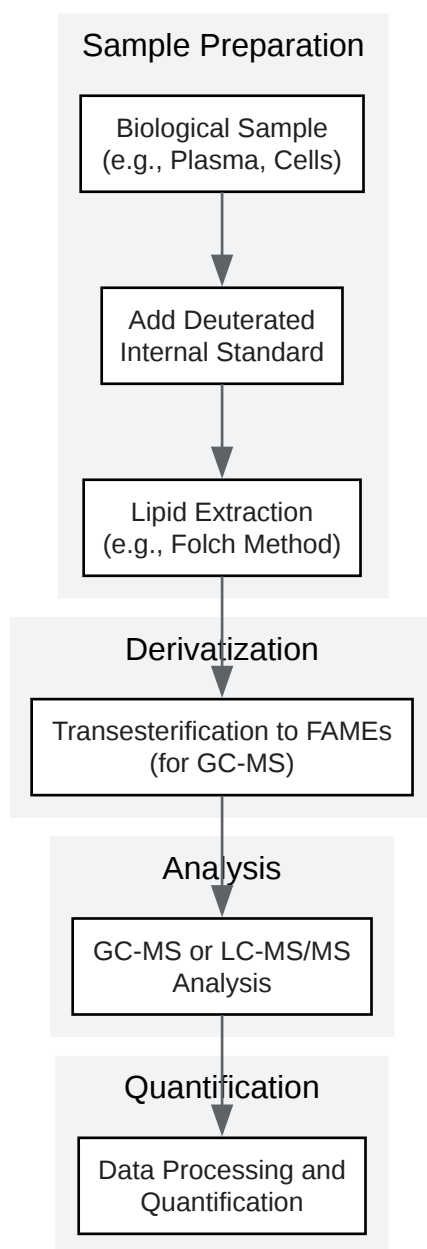 Sample Preparation
Biological Sample
(e.g., Plasma, Cells)
Add Deuterated
Internal Standard
Lipid Extraction
(e.g., Folch Method)
Derivatization
Transesterification to FAMEs
(for GC-MS)
Analysis
GC-MS or LC-MS/MS
Analysis
Quantification
Data Processing and
Quantification